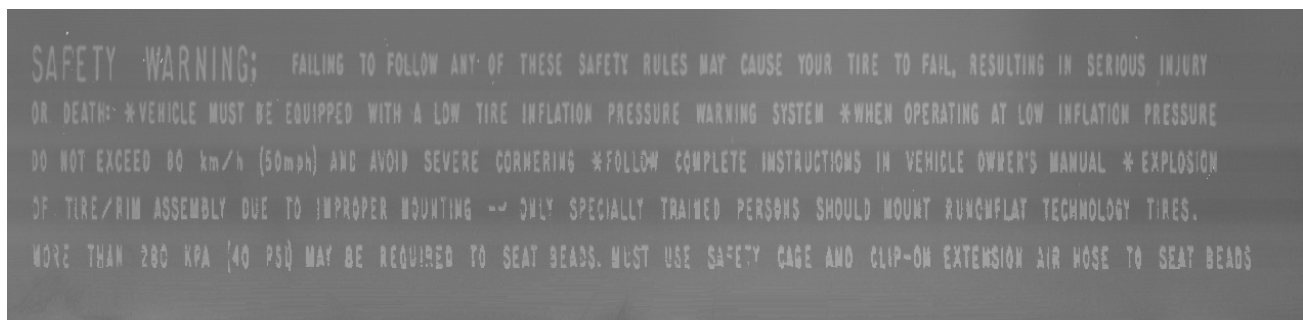 SAFETY WARNING: FAILING TO FOLLOW ANY OF THESE SAFETY RULES MAY CAUSE YOUR TIRE TO FAIL, RESULTING IN SERIOUS INJURY
OR DEATH: *VEHICLE MUST BE EQUIPPED WITH A LOW TIRE INFLATION PRESSURE WARNING SYSTEM *WHEN OPERATING AT LOW INFLATION PRESSURE
DO NOT EXCEED 80 km/h (50mph) AND AVOID SEVERE CORNERING *FOLLOW COMPLETE INSTRUCTIONS IN VEHICLE OWNER'S MANUAL * EXPLOSION
OF TIRE/RIM ASSEMBLY DUE TO IMPROPER MOUNTING -- ONLY SPECIALLY TRAINED PERSONS SHOULD MOUNT RUNONFLAT TECHNOLOGY TIRES.
MORE THAN 280 KPA (40 PSI) MAY BE REQUIRED TO SEAT BEADS. MUST USE SAFETY CAGE AND CLIP-ON EXTENSION AIR HOSE TO SEAT BEADS